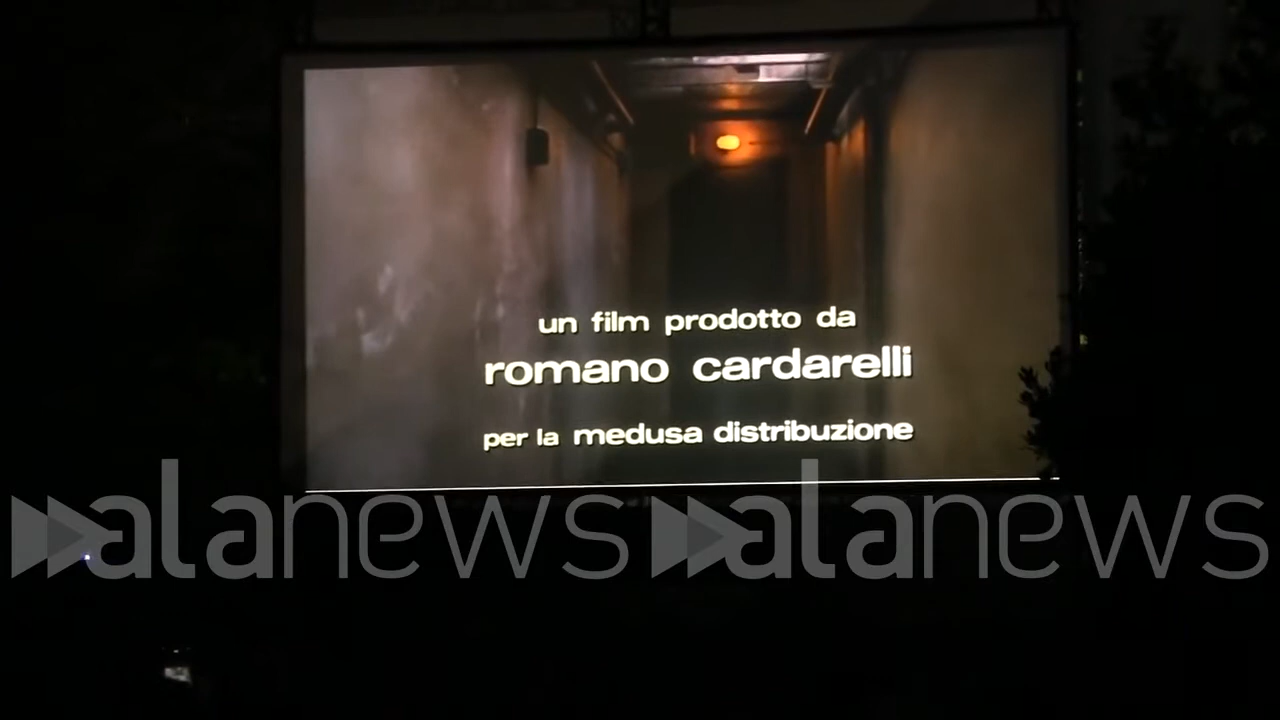 un film prodotto da
romano cardarelli
per la medusa distribuzione
alanews alanews